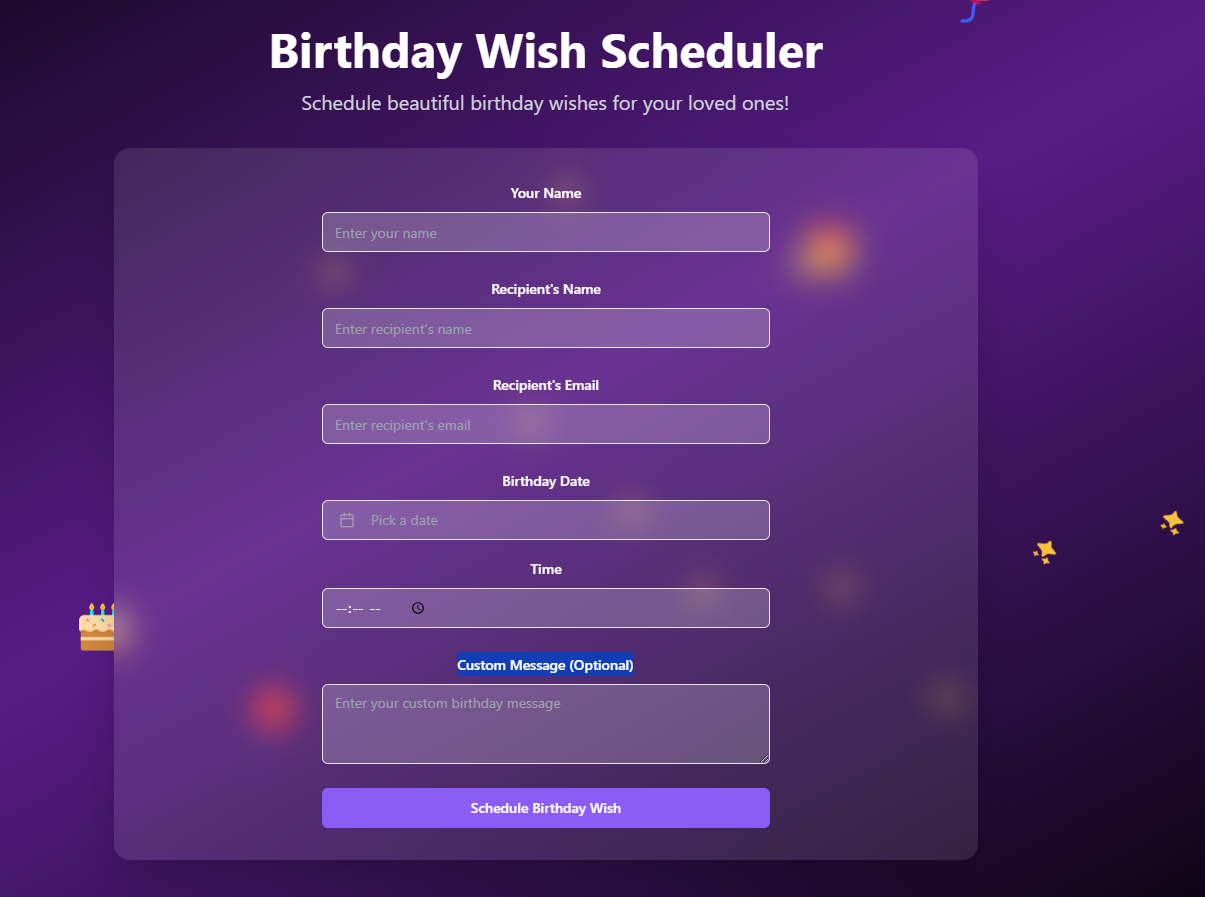 Birthday Wish Scheduler
Schedule beautiful birthday wishes for your loved ones!
Your Name
Enter your name
Recipient's Name
Enter recipient's name
Recipient's Email
Enter recipient's email
Birthday Date
Pick a date
Time
--:-- --
Custom Message (Optional)
Enter your custom birthday message
Schedule Birthday Wish